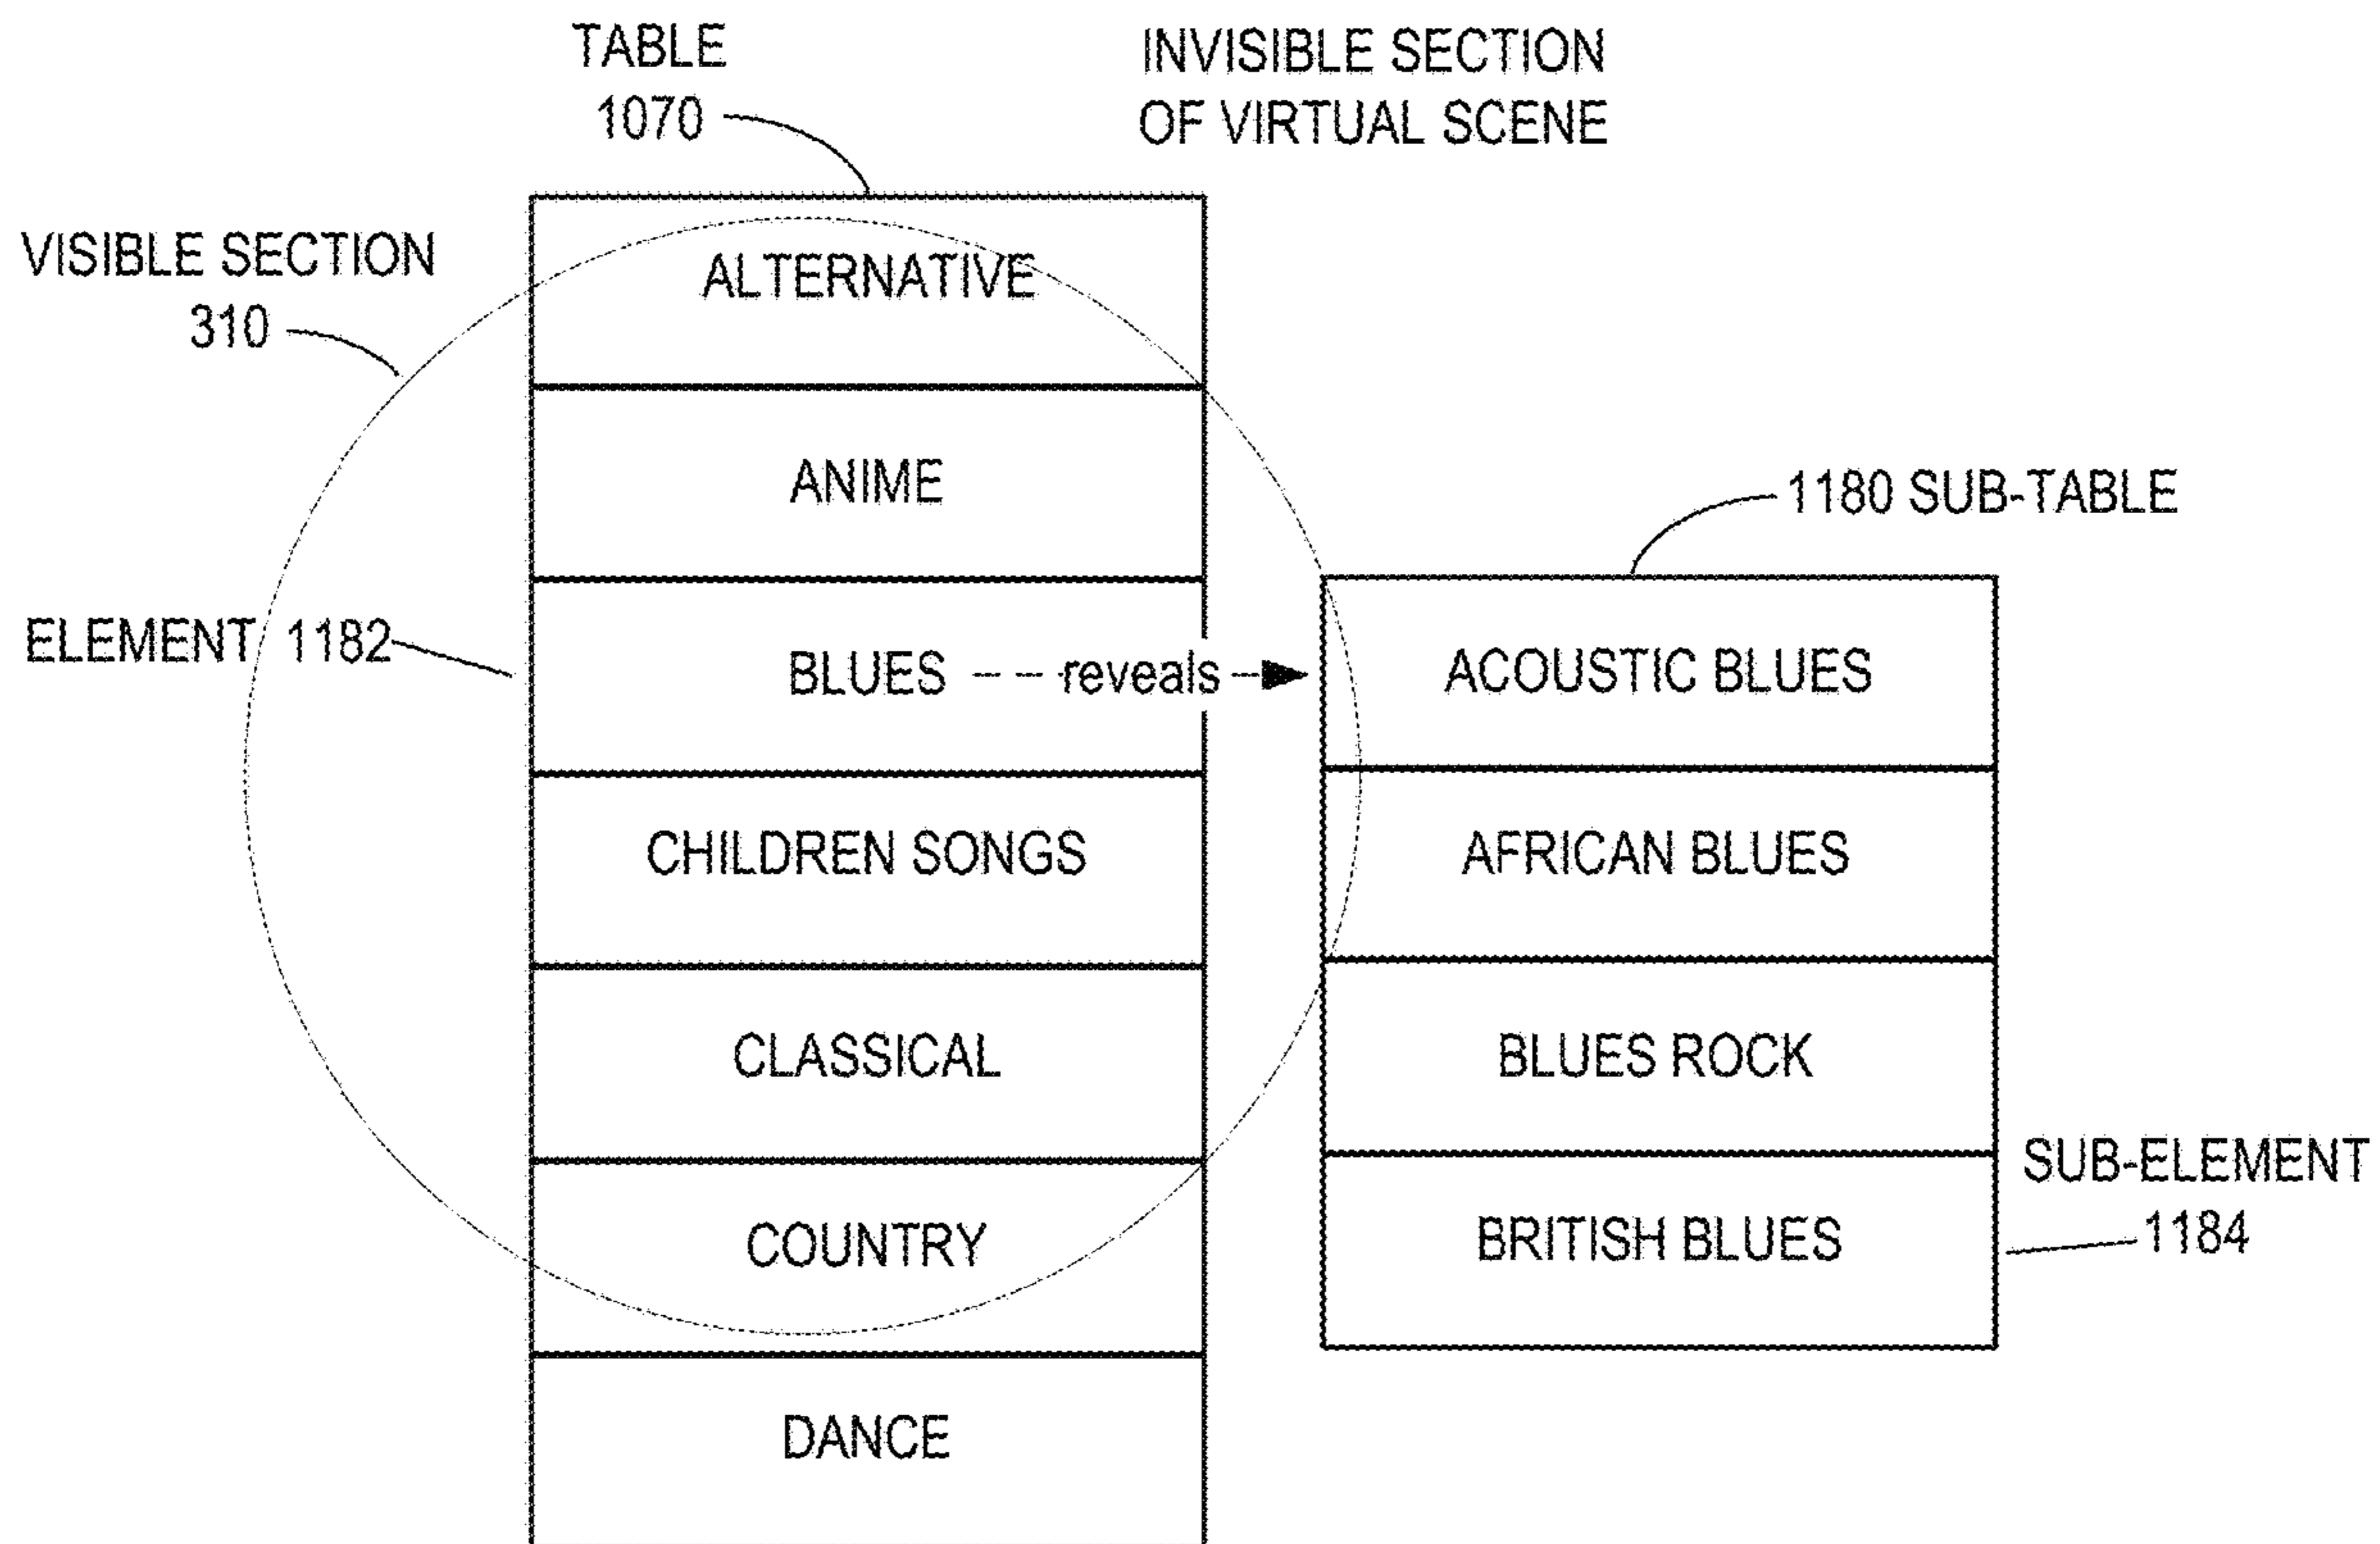 TABLE
1070
INVISIBLE SECTION
OF VIRTUAL SCENE
VISIBLE SECTION
310
ALTERNATIVE
ANIME
1180 SUB-TABLE
ELEMENT 1182
BLUES
reveals
ACOUSTIC BLUES
CHILDREN SONGS
AFRICAN BLUES
CLASSICAL
BLUES ROCK
SUB-ELEMENT
1184
COUNTRY
BRITISH BLUES
DANCE